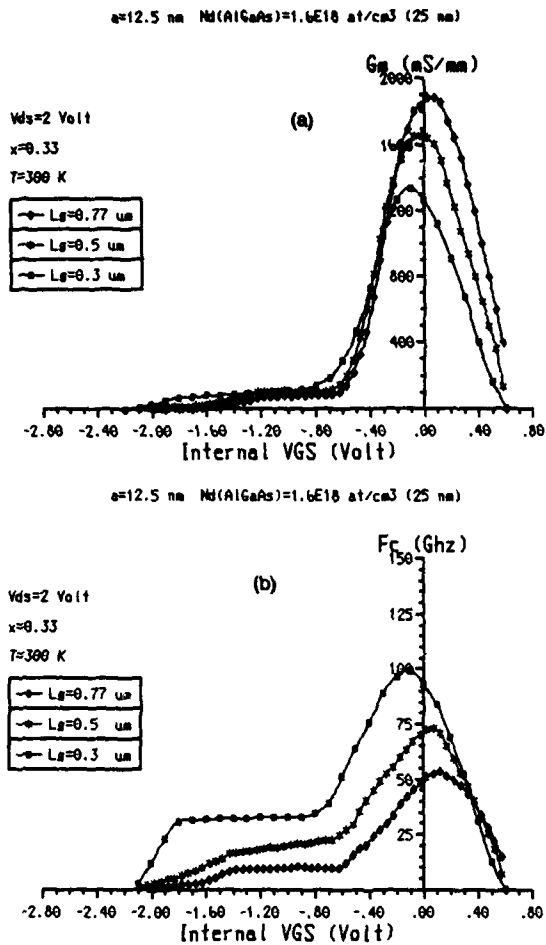 a=12.5 nm Nd(AlGaAs)=1.6E18 at/cm3 (25 nm)
Gm (mS/mm)
2000
(a)
Vds=2 Volt
x=0.33
T=300 K
Lg=0.77 um
Lg=0.5 um
Lg=0.3 um
1600
1200
800
400
-2.80 -2.40 -2.00 -1.60 -1.20 -.80 -.40 .00 .40 .80
Internal VGS (Volt)
a=12.5 nm Nd(AlGaAs)=1.6E18 at/cm3 (25 nm)
Fc (Ghz)
150
(b)
Vds=2 Volt
x=0.33
T=300 K
Lg=0.77 um
Lg=0.5 um
Lg=0.3 um
125
100
75
50
25
-2.80 -2.40 -2.00 -1.60 -1.20 -.80 -.40 .00 .40 .80
Internal VGS (Volt)